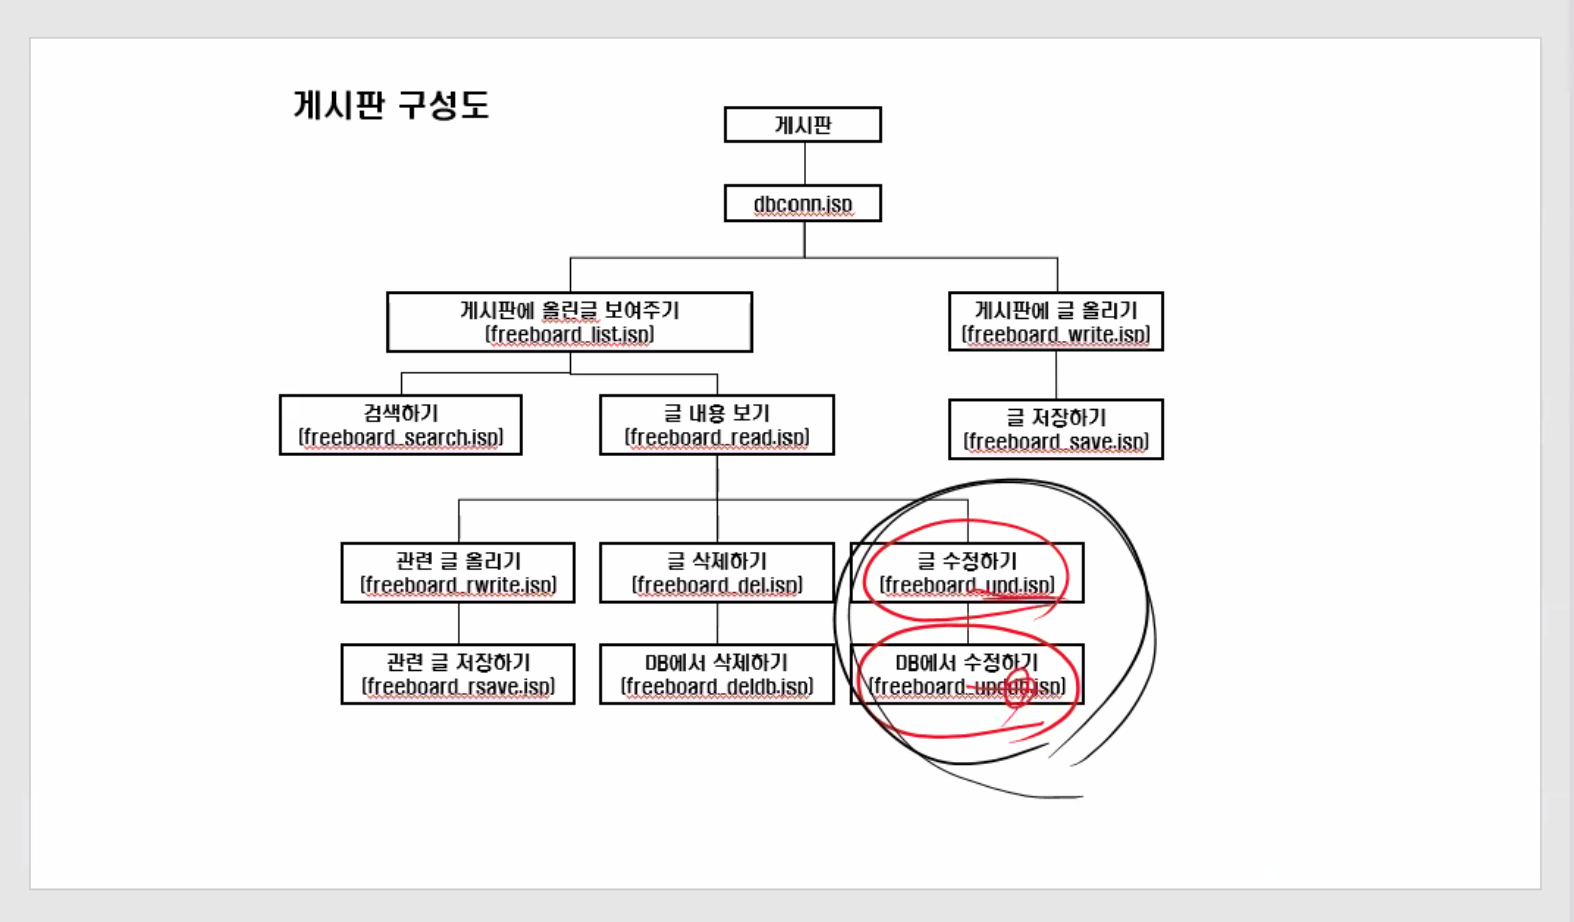 게시판 구성도
게시판
dbconn.jsp
게시판에 올린글 보여주기
(freeboard_list.jsp)
게시판에 글 올리기
(freeboard_write.jsp)
검색하기
(freeboard_search.jsp)
글 내용 보기
(freeboard_read.jsp)
글 저장하기
(freeboard_save.jsp)
관련 글 올리기
(freeboard_rwrite.jsp)
글 삭제하기
(freeboard_del.jsp)
글 수정하기
(freeboard_upd.jsp)
관련 글 저장하기
(freeboard_rsave.jsp)
DB에서 삭제하기
(freeboard_deldb.jsp)
DB에서 수정하기
(freeboard_upddb.jsp)